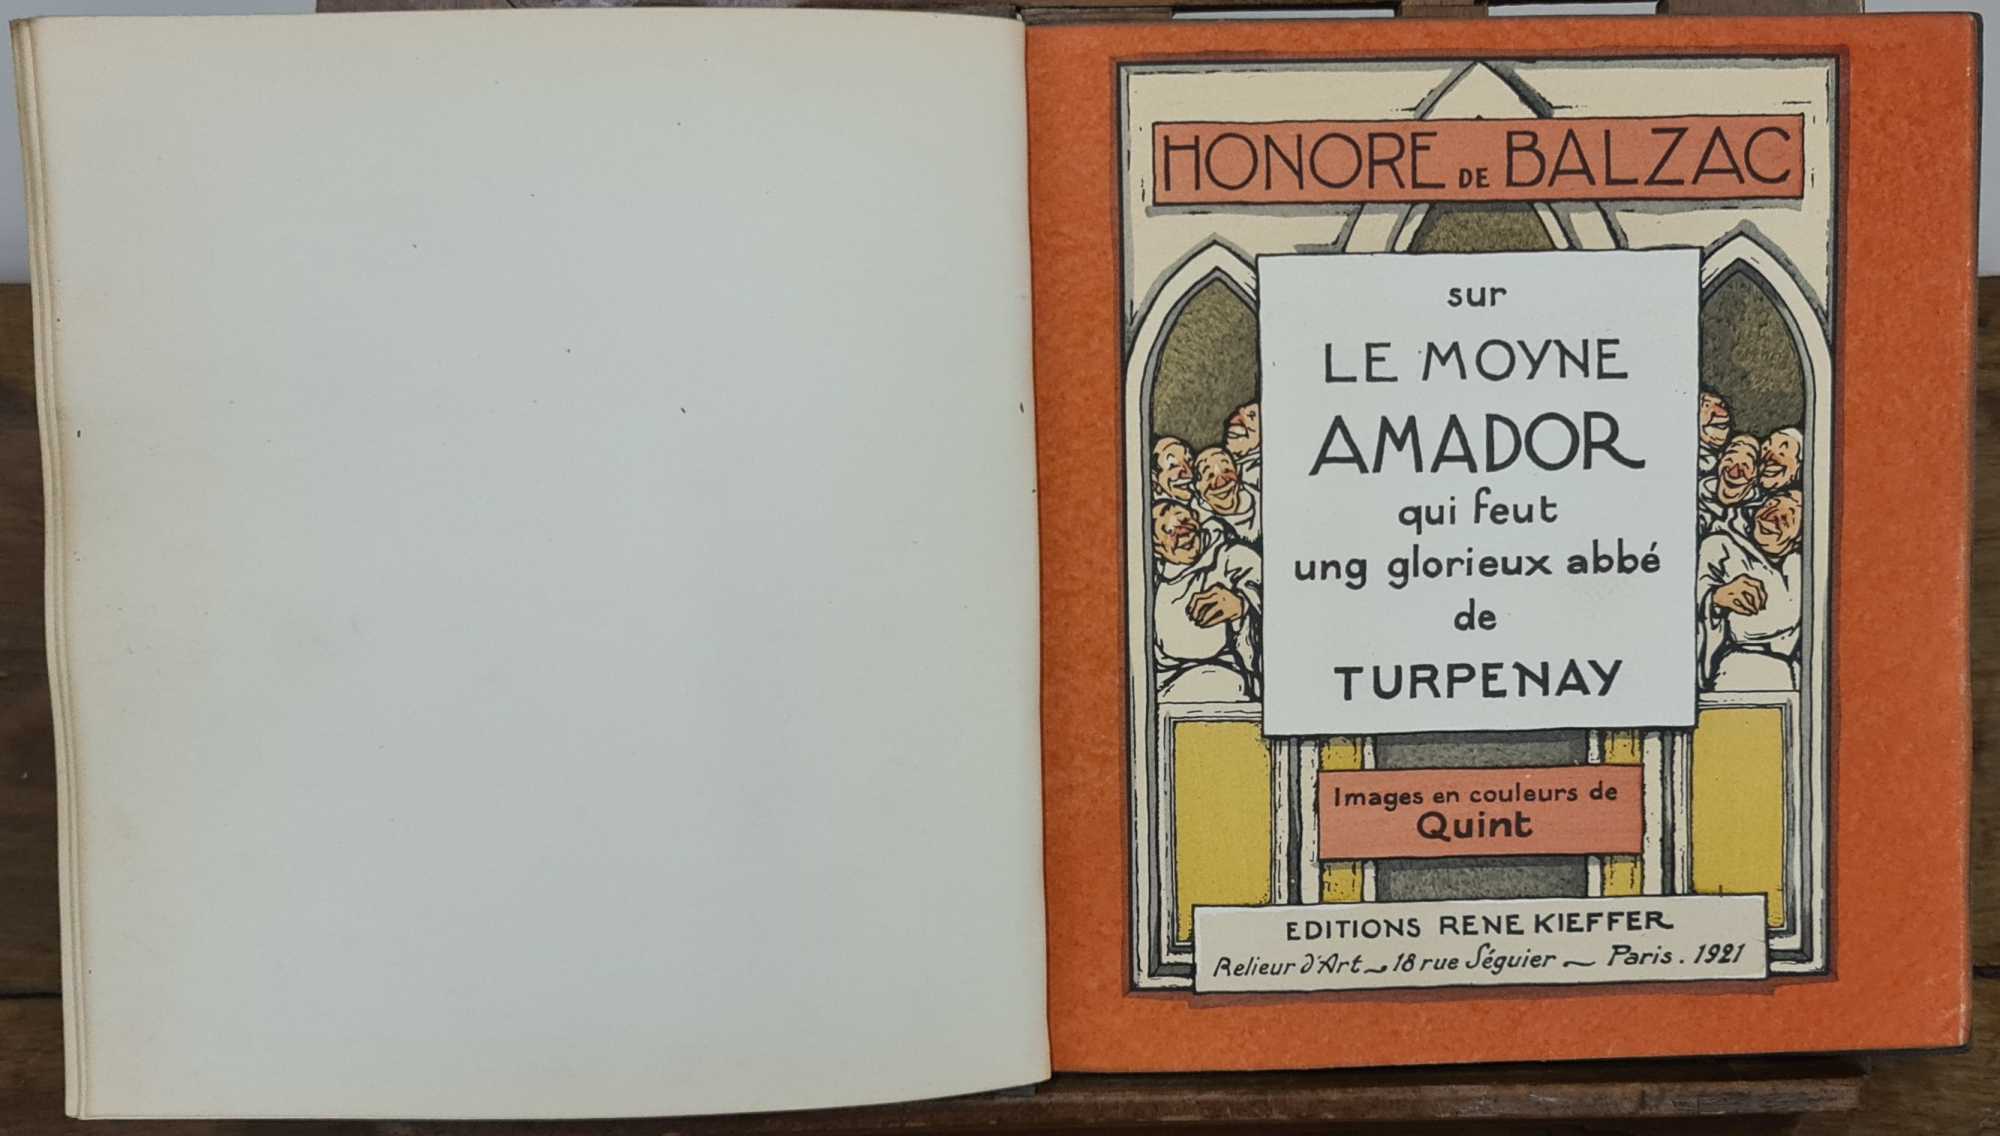 HONORE DE BALZAC
sur
LE MOYNE
AMADOR
qui feut
ung glorieux abbé
de
TURPENAY
Images en couleurs de
Quint
EDITIONS RENE KIEFFER
Relieur d'Art ~ 18 rue Séguier ~ Paris. 1921